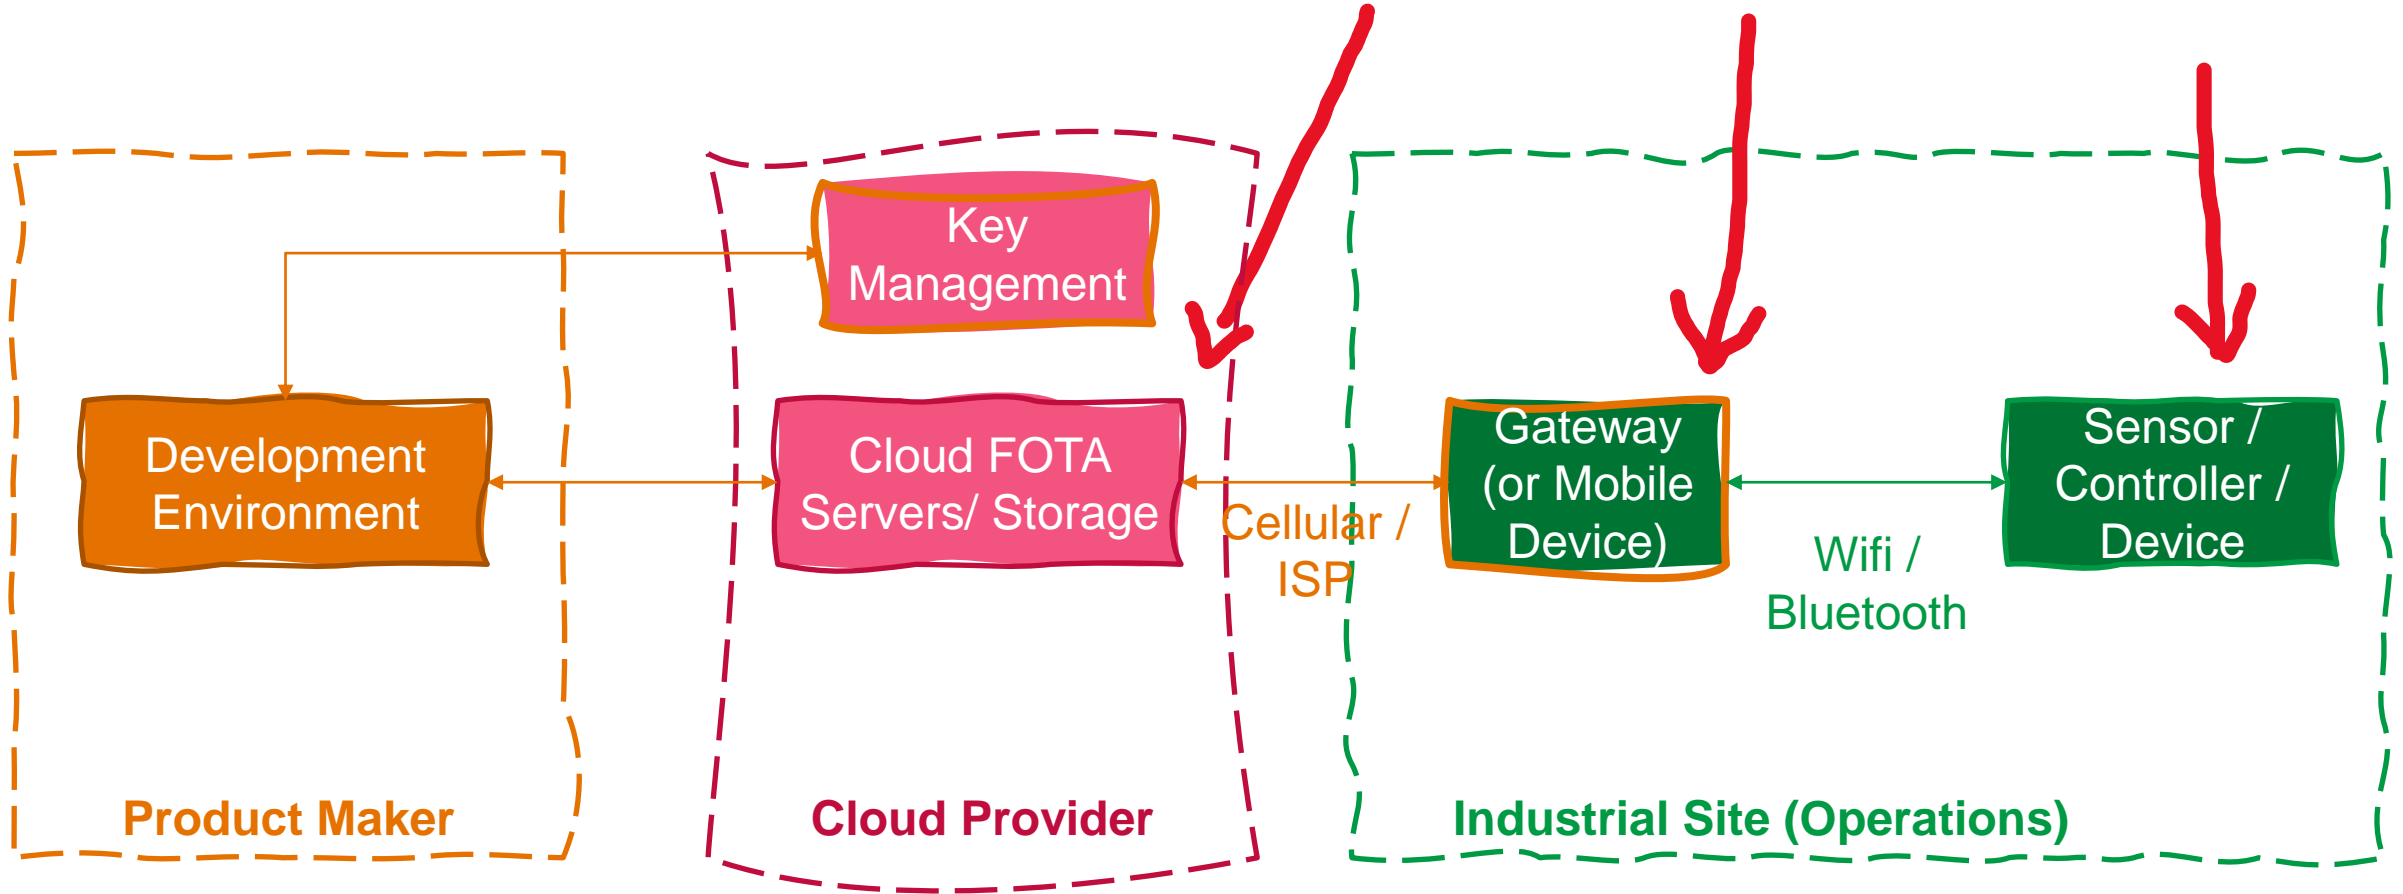 Key
Management
Development
Environment
Cloud FOTA
Servers/ Storage
Cellular /
ISP
Gateway
(or Mobile
Device)
Wifi /
Bluetooth
Sensor /
Controller /
Device
Product Maker
Cloud Provider
Industrial Site (Operations)